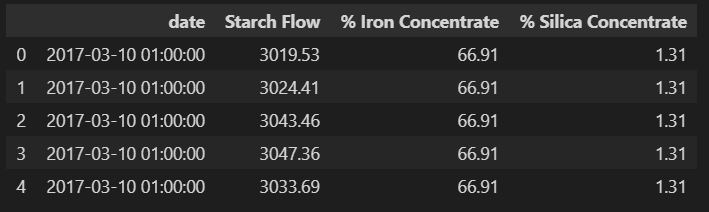 date Starch Flow % Iron Concentrate % Silica Concentrate
0 2017-03-10 01:00:00 3019.53 66.91 1.31
1 2017-03-10 01:00:00 3024.41 66.91 1.31
2 2017-03-10 01:00:00 3043.46 66.91 1.31
3 2017-03-10 01:00:00 3047.36 66.91 1.31
4 2017-03-10 01:00:00 3033.69 66.91 1.31